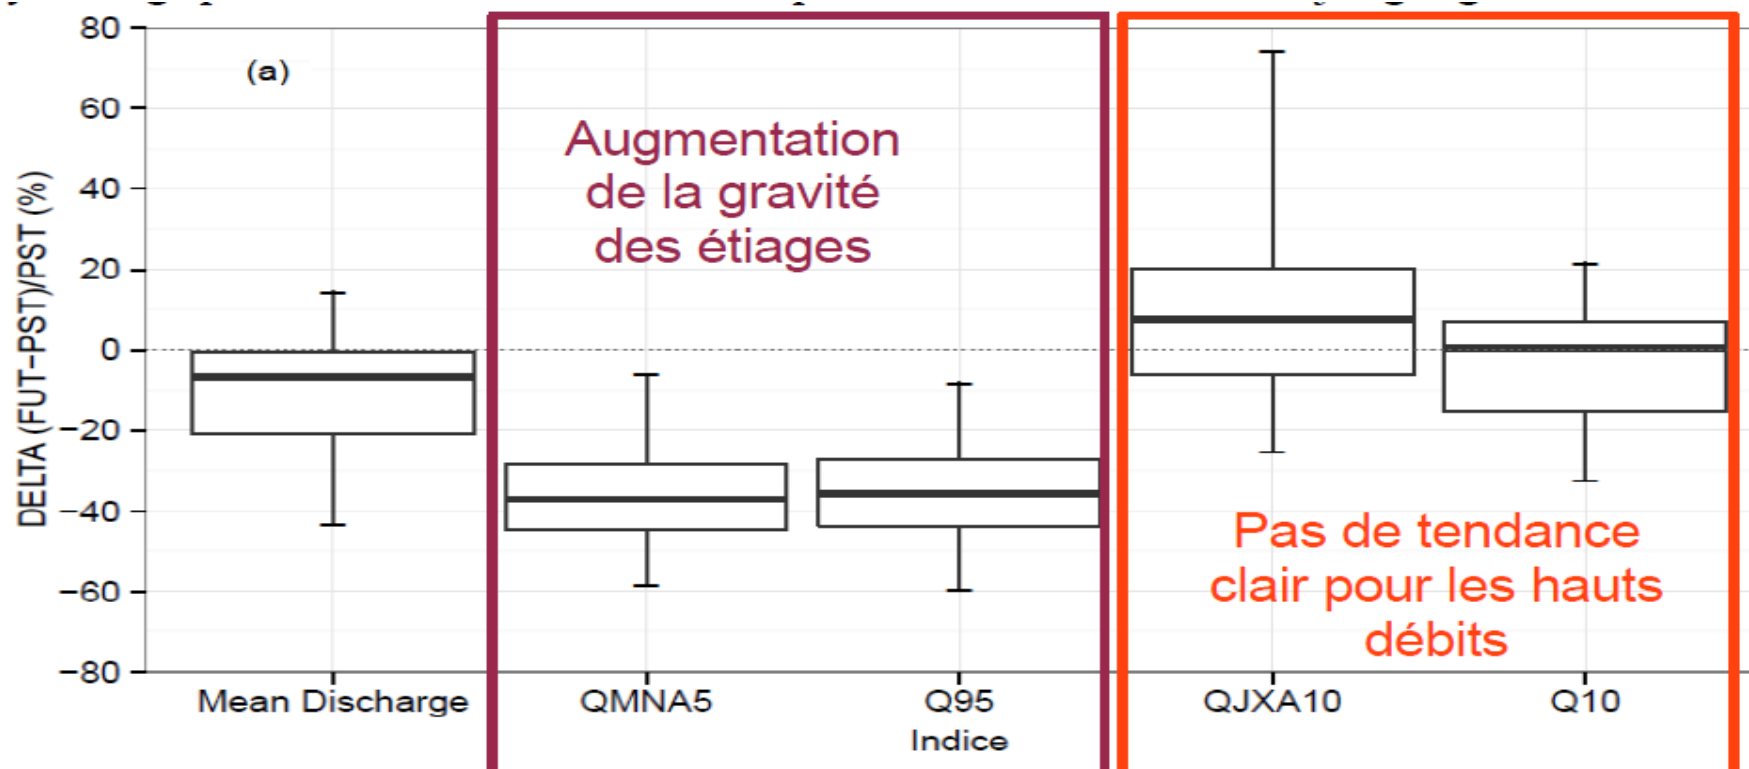 80
(a)
60
40
20
0
−20
−40
−60
−80
DELTA (FUT−PST)/PST (%)
Augmentation
de la gravité
des étiages
Pas de tendance
clair pour les hauts
débits
Mean Discharge
QMNA5
Q95
QJXA10
Q10
Indice